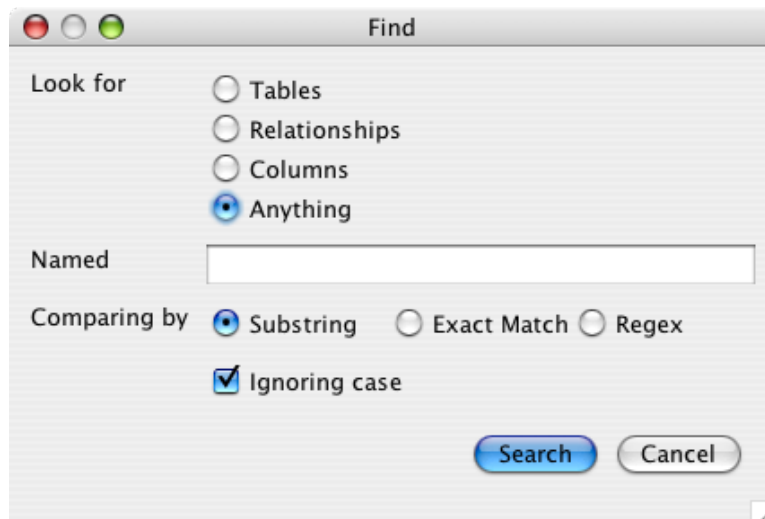 Find
Look for
Tables
Relationships
Columns
Anything
Named
Comparing by Substring Exact Match Regex
Ignoring case
Search Cancel